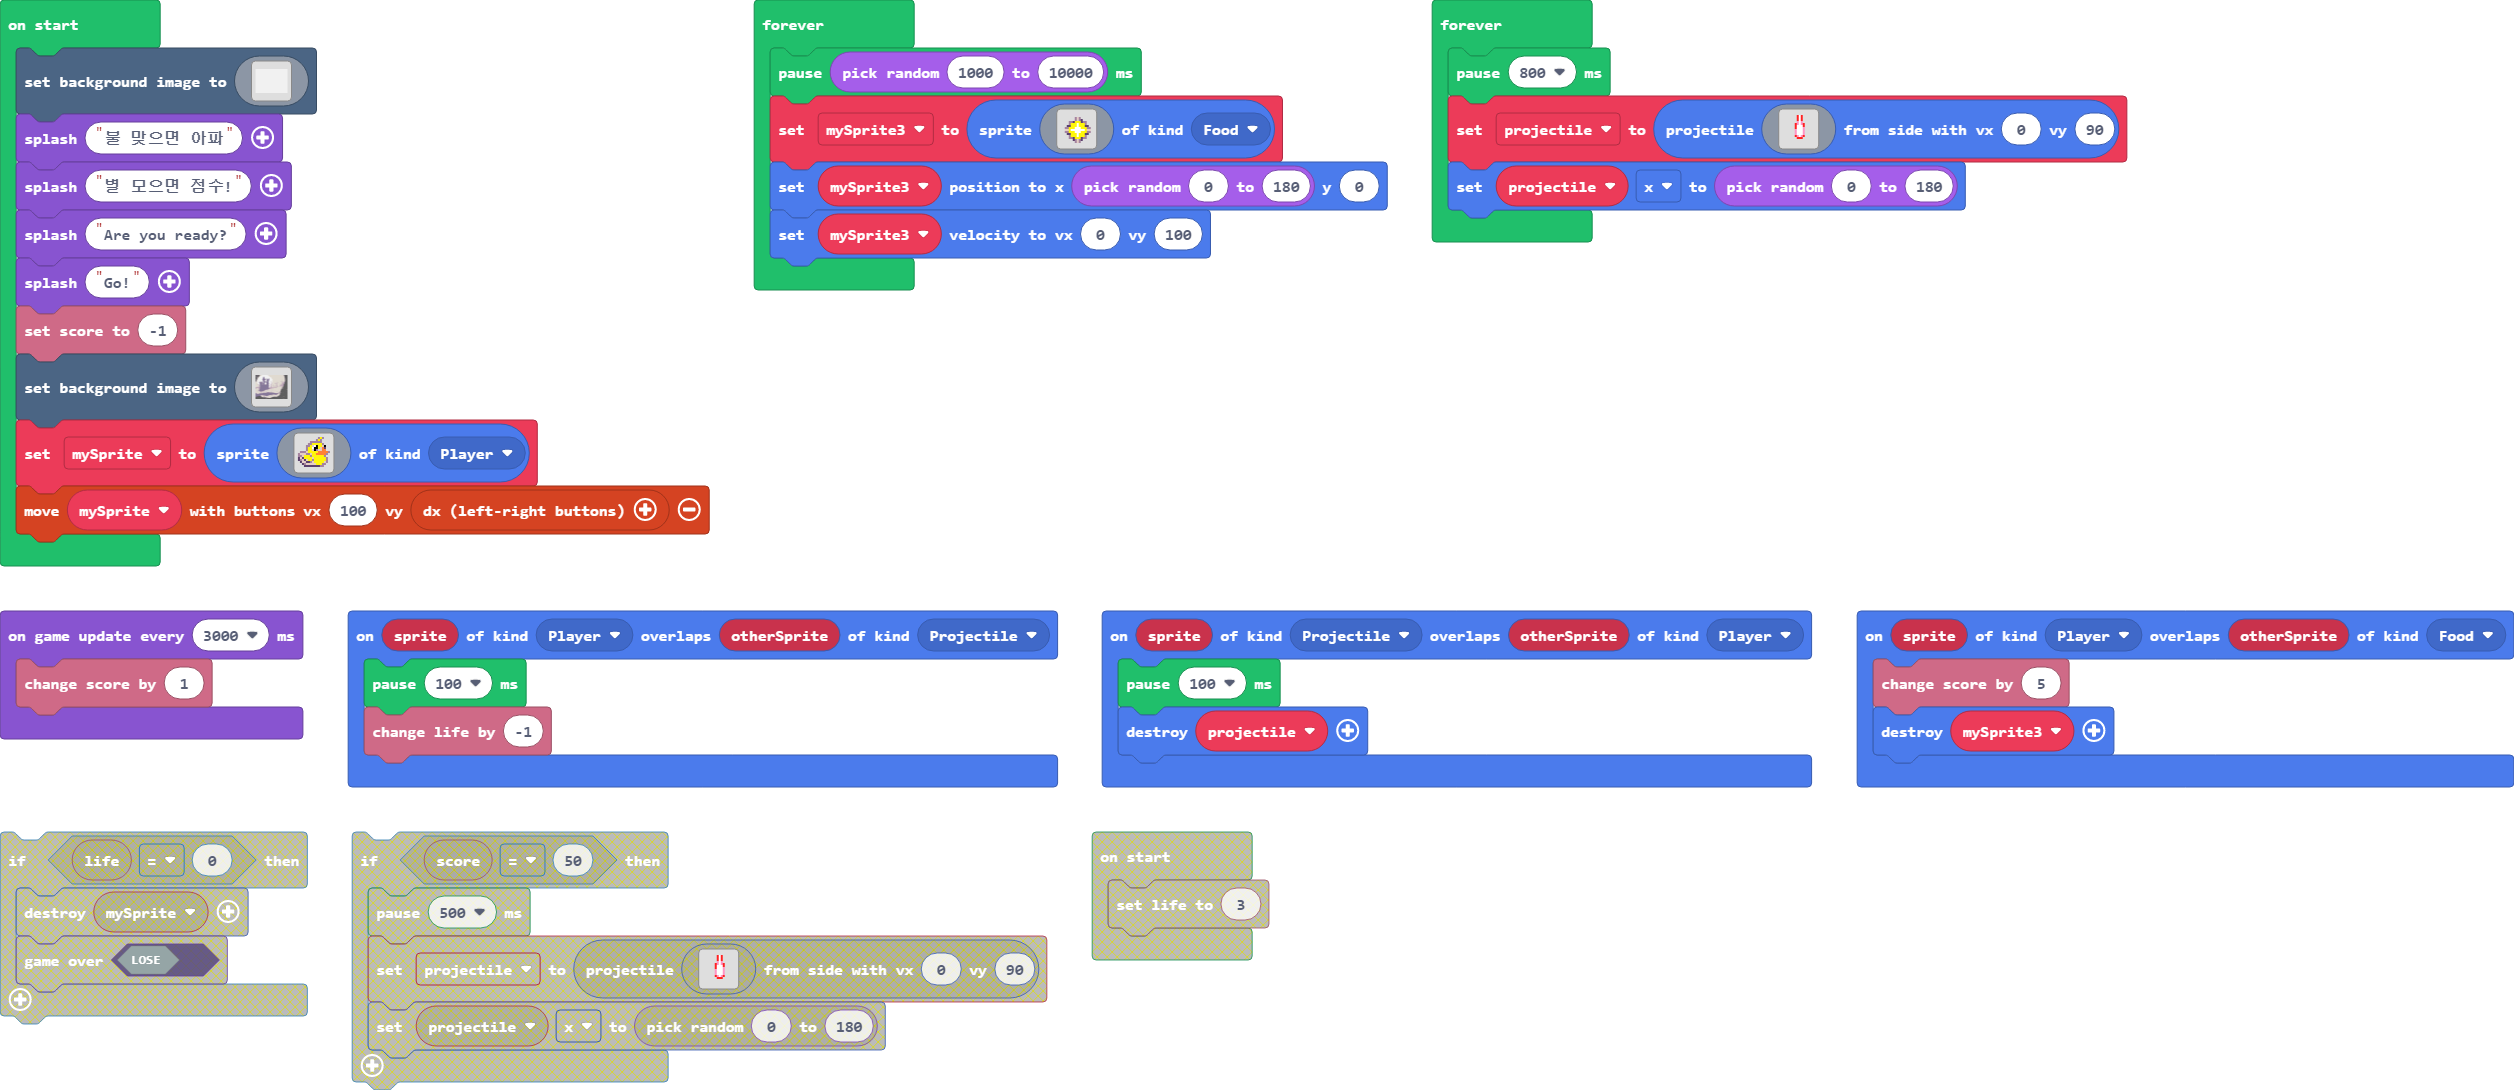 on start
set background image to
splash "불 맞으면 아파"
splash "별 모으면 점수!"
splash "Are you ready?"
splash "Go!"
set score to -1
set background image to
set mySprite to sprite of kind Player
move mySprite with buttons vx 100 vy dx (left-right buttons)
forever
pause pick random 1000 to 10000 ms
set mySprite3 to sprite of kind Food
set mySprite3 position to x pick random 0 to 180 y 0
set mySprite3 velocity to vx 0 vy 100
forever
pause 800 ms
set projectile to projectile from side with vx 0 vy 90
set projectile x to pick random 0 to 180
on game update every 3000 ms
change score by 1
on sprite of kind Player overlaps otherSprite of kind Projectile
pause 100 ms
change life by -1
on sprite of kind Projectile overlaps otherSprite of kind Player
pause 100 ms
destroy projectile
on sprite of kind Player overlaps otherSprite of kind Food
change score by 5
destroy mySprite3
if life = 0 then
destroy mySprite
game over LOSE
if score = 50 then
pause 500 ms
set projectile to projectile from side with vx 0 vy 90
set projectile x to pick random 0 to 180
on start
set life to 3